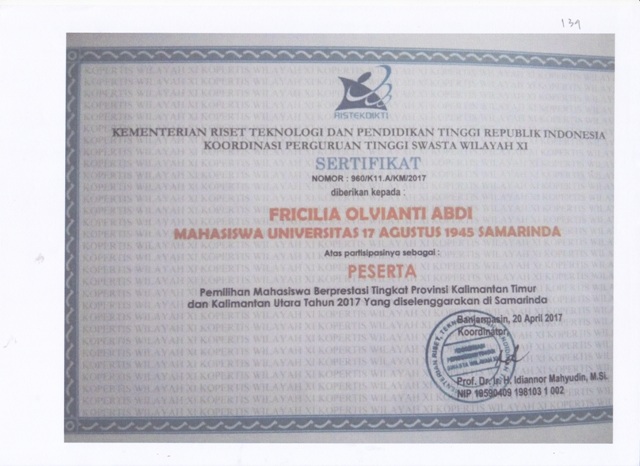 139
RISTEKDIKTI
KEMENTERIAN RISET TEKNOLOGI DAN PENDIDIKAN TINGGI REPUBLIK INDONESIA
KOORDINASI PERGURUAN TINGGI SWASTA WILAYAH XI
SERTIFIKAT
NOMOR : 960/K11.A/KM/2017
diberikan kepada :
FRICILIA OLVIANTI ABDI
MAHASISWA UNIVERSITAS 17 AGUSTUS 1945 SAMARINDA
Atas partisipasinya sebagai :
PESERTA
Pemilihan Mahasiswa Berprestasi Tingkat Provinsi Kalimantan Timur
dan Kalimantan Utara Tahun 2017 Yang diselenggarakan di Samarinda
Banjarmasin, 20 April 2017
Koordinator,
Prof. Dr. Ir. H. Idiannor Mahyudin, M.Si.
NIP 19590409 198103 1 002